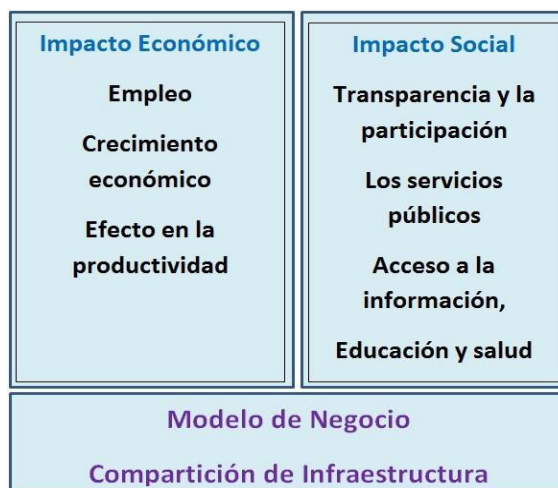 Impacto Económico
Empleo
Crecimiento
económico
Efecto en la
productividad
Impacto Social
Transparencia y la
participación
Los servicios
públicos
Acceso a la
información,
Educación y salud
Modelo de Negocio
Compartición de Infraestructura